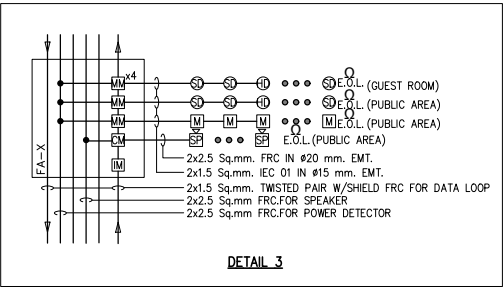 MM x4 SD SD HD SD Ω E.O.L. (GUEST ROOM)
MM SD SD HD SD Ω E.O.L. (PUBLIC AREA)
MM M M M M Ω E.O.L. (PUBLIC AREA)
CM SP SP Ω E.O.L. (PUBLIC AREA)
IM
FA-X
2x2.5 Sq.mm. FRC IN ø20 mm. EMT.
2x1.5 Sq.mm. IEC 01 IN ø15 mm. EMT.
2x1.5 Sq.mm. TWISTED PAIR W/SHIELD FRC FOR DATA LOOP
2x2.5 Sq.mm FRC.FOR SPEAKER
2x2.5 Sq.mm FRC.FOR POWER DETECTOR
DETAIL 3